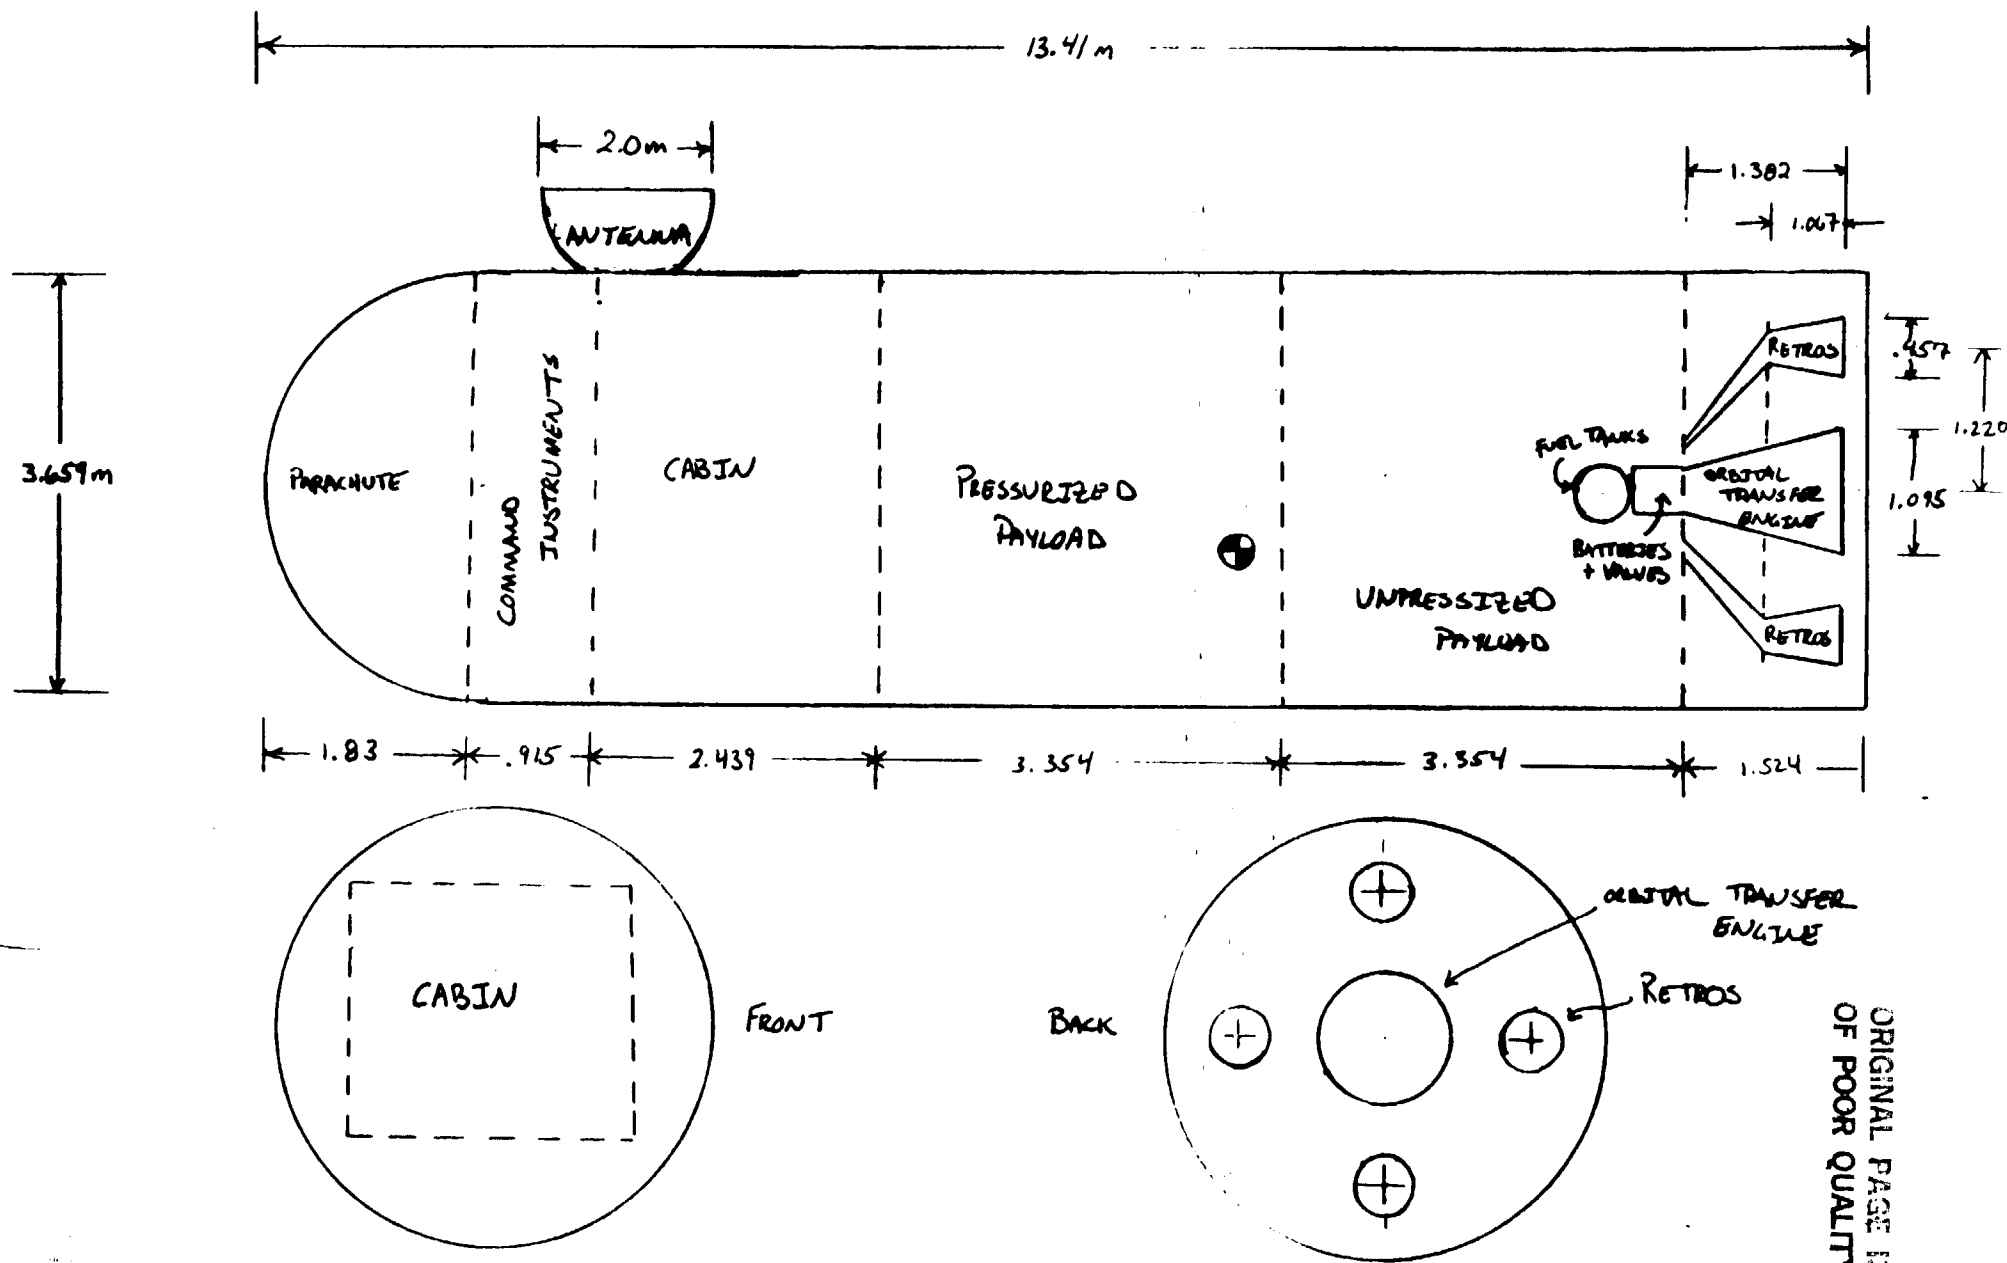 13.41 m
2.0m
1.382
1.067
ANTENNA
3.659m
PARACHUTE
COMMAND
INSTRUMENTS
CABIN
PRESSURIZED
PAYLOAD
UNPRESSIZED
PAYLOAD
FUEL TANKS
BATTERIES
+ VALVES
RETROS
ORBITAL
TRANSFER
ENGINE
RETROS
.457
1.220
1.095
1.83
.915
2.439
3.354
3.354
1.524
CABIN
FRONT
BACK
ORBITAL TRANSFER
ENGINE
RETROS
ORIGINAL PAGE IS
OF POOR QUALIT